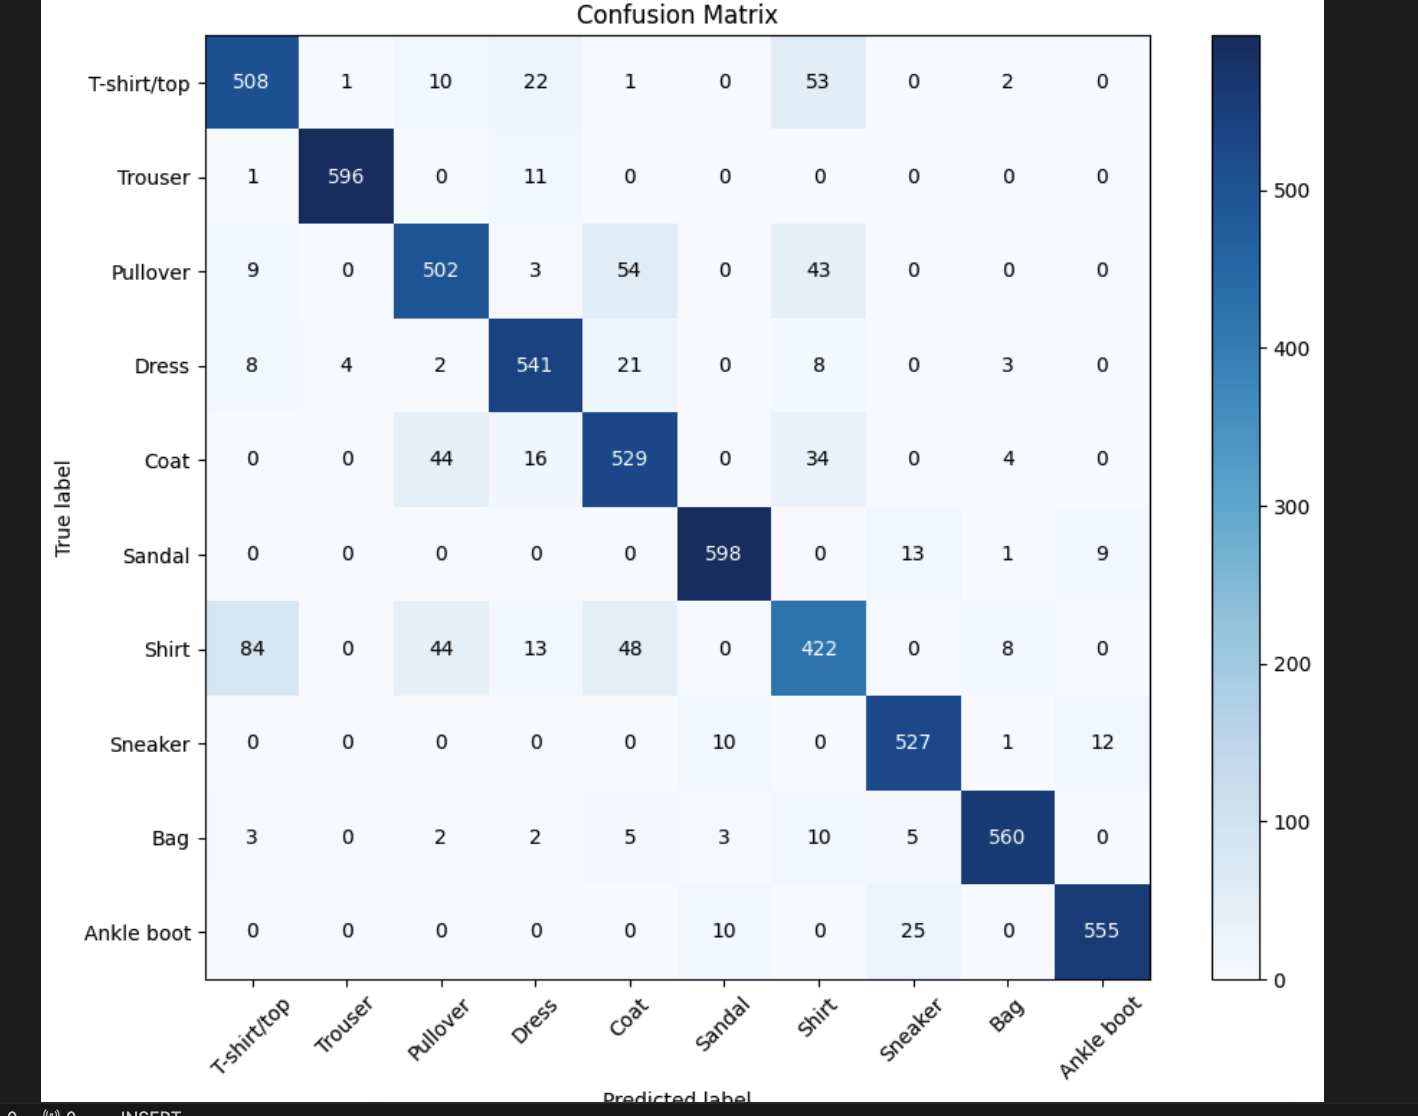 Confusion Matrix
T-shirt/top 508 1 10 22 1 0 53 0 2 0
Trouser 1 596 0 11 0 0 0 0 0 0
Pullover 9 0 502 3 54 0 43 0 0 0
Dress 8 4 2 541 21 0 8 0 3 0
Coat 0 0 44 16 529 0 34 0 4 0
Sandal 0 0 0 0 0 598 0 13 1 9
Shirt 84 0 44 13 48 0 422 0 8 0
Sneaker 0 0 0 0 0 10 0 527 1 12
Bag 3 0 2 2 5 3 10 5 560 0
Ankle boot 0 0 0 0 0 10 0 25 0 555
True label
T-shirt/top Trouser Pullover Dress Coat Sandal Shirt Sneaker Bag Ankle boot
Predicted label
500
400
300
200
100
0
INSERT